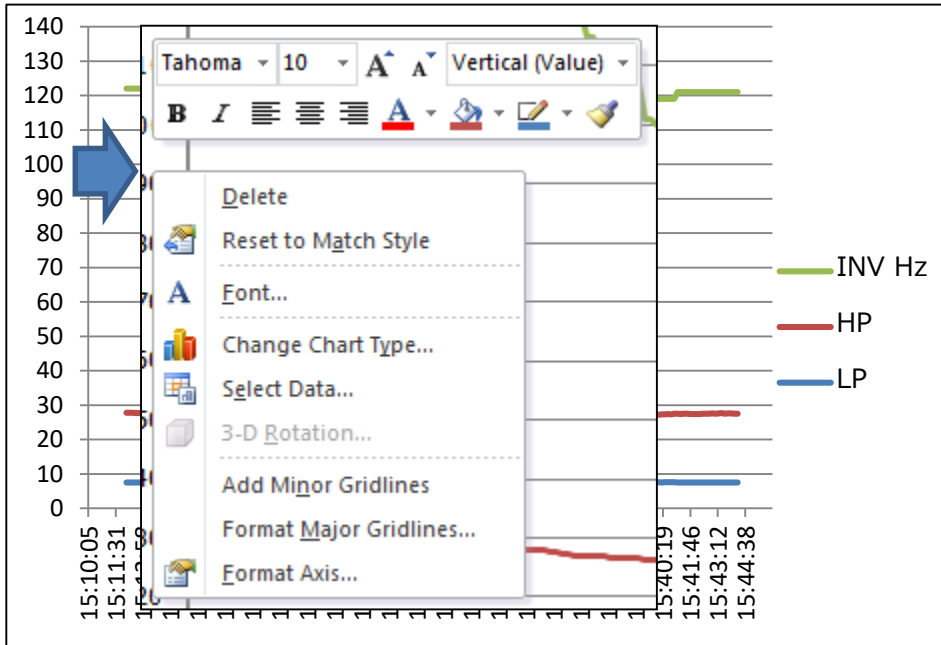 140
130
120
110
100
90
80
70
60
50
40
30
20
10
0
Tahoma 10 A A Vertical (Value)
B I A
Delete
Reset to Match Style
A Font...
Change Chart Type...
Select Data...
3-D Rotation...
Add Minor Gridlines
Format Major Gridlines...
Format Axis...
INV Hz
HP
LP
15:10:05
15:11:31
15:40:19
15:41:46
15:43:12
15:44:38